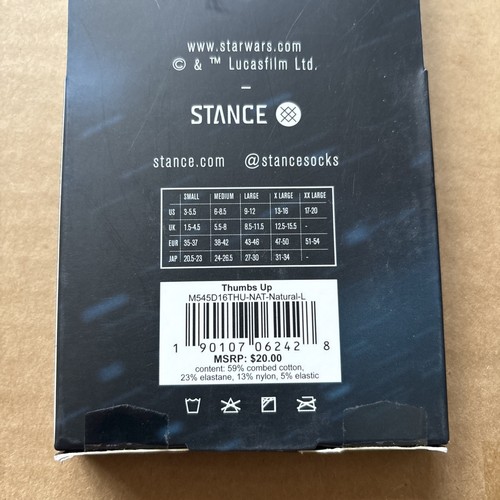 www.starwars.com
© & ™ Lucasfilm Ltd.
–
STANCE
stance.com @stancesocks
SMALL MEDIUM LARGE X LARGE XX LARGE
US 3-5.5 6-8.5 9-12 13-16 17-20
UK 1.5-4.5 5.5-8 8.5-11.5 12.5-15.5 -
EUR 35-37 38-42 43-46 47-50 51-54
JAP 20.5-23 24-26.5 27-30 31-34 -
Thumbs Up
M545D16THU-NAT-Natural-L
1 90107 06242 8
MSRP: $20.00
content: 59% combed cotton,
23% elastane, 13% nylon, 5% elastic